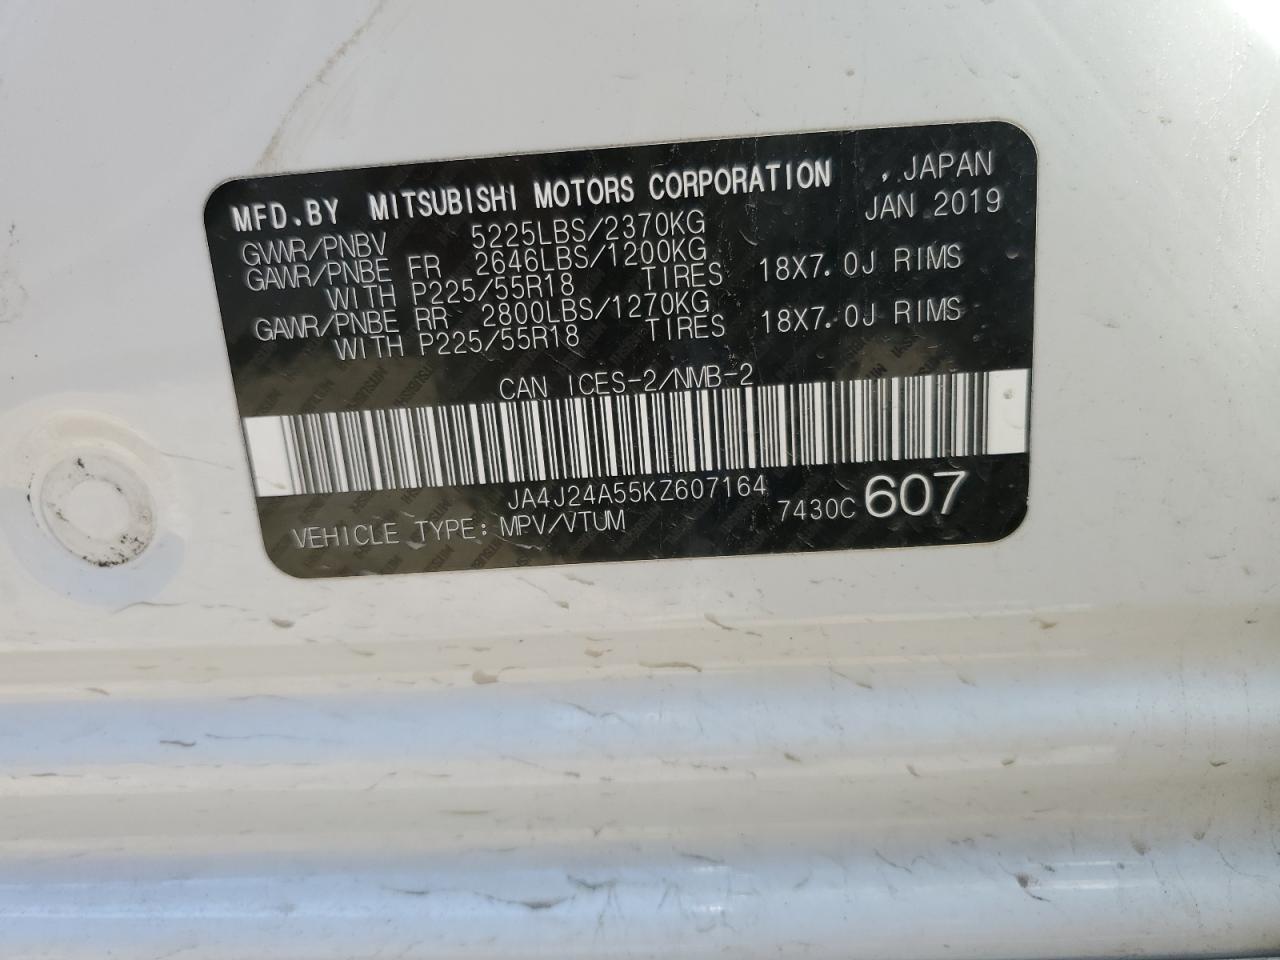 MFD.BY MITSUBISHI MOTORS CORPORATION , JAPAN
JAN 2019
GWWR/PNBV 5225LBS/2370KG
GAWR/PNBE FR 2646LBS/1200KG
WITH P225/55R18 TIRES 18X7.0J RIMS
GAWR/PNBE RR 2800LBS/1270KG
WITH P225/55R18 TIRES 18X7.0J RIMS
CAN ICES-2/NMB-2
JA4J24A55KZ607164
VEHICLE TYPE: MPV/VTUM 7430C 607